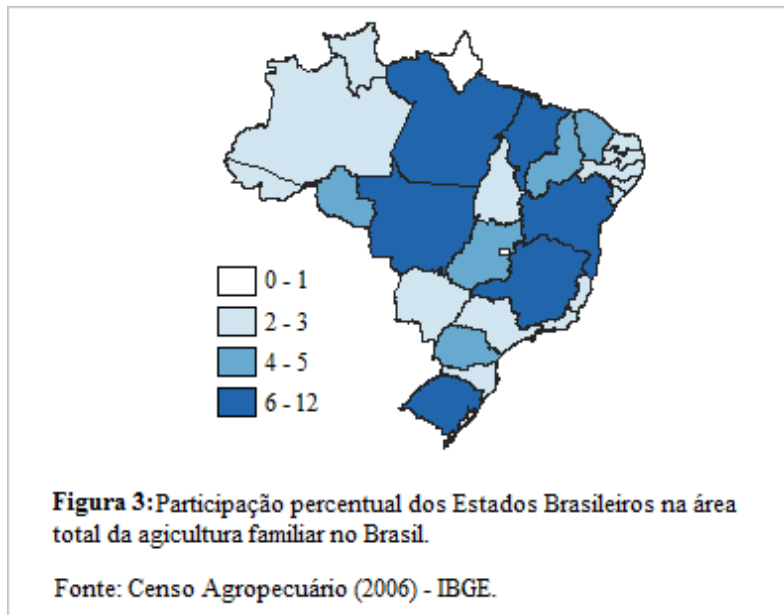 0 - 1
2 - 3
4 - 5
6 - 12
Figura 3:Participação percentual dos Estados Brasileiros na área
total da agicultura familiar no Brasil.
Fonte: Censo Agropecuário (2006) - IBGE.